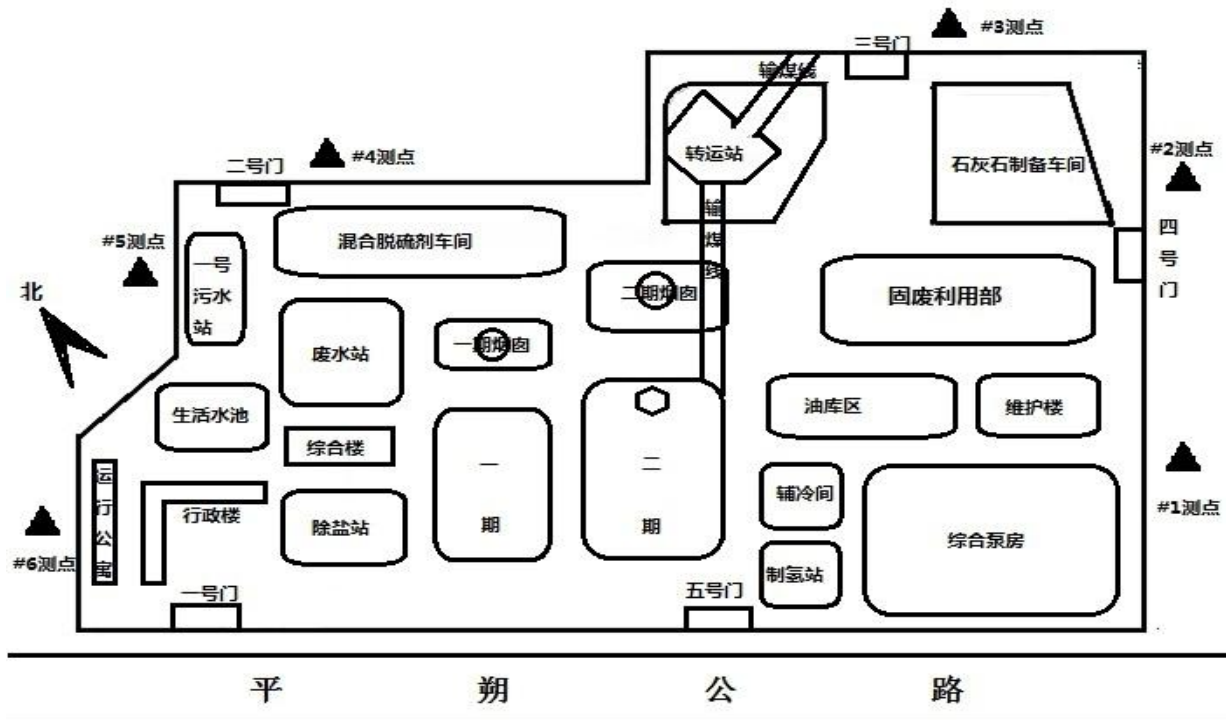 #3测点
三号门
输煤线
#4测点
二号门
转运站
石灰石制备车间
#2测点
输
煤
线
四
号
门
#5测点
混合脱硫剂车间
一号
污水
站
北
二期烟囱
固废利用部
一期烟囱
废水站
生活水池
油库区
维护楼
综合楼
一
期
二
期
运
行
公
寓
行政楼
除盐站
辅冷间
#1测点
综合泵房
#6测点
制氢站
一号门
五号门
平朔公路